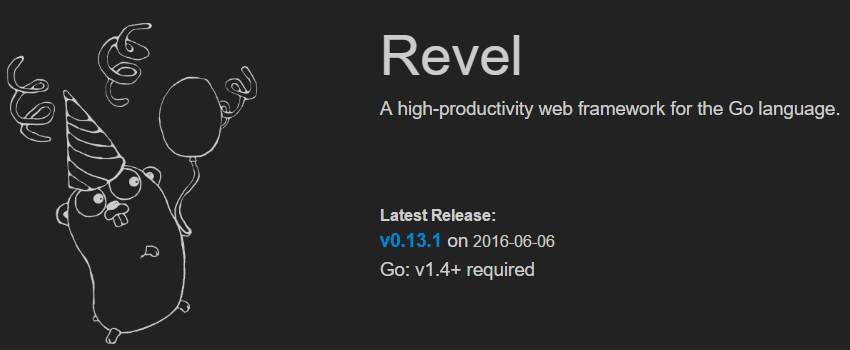 Revel
A high-productivity web framework for the Go language.
Latest Release:
v0.13.1 on 2016-06-06
Go: v1.4+ required